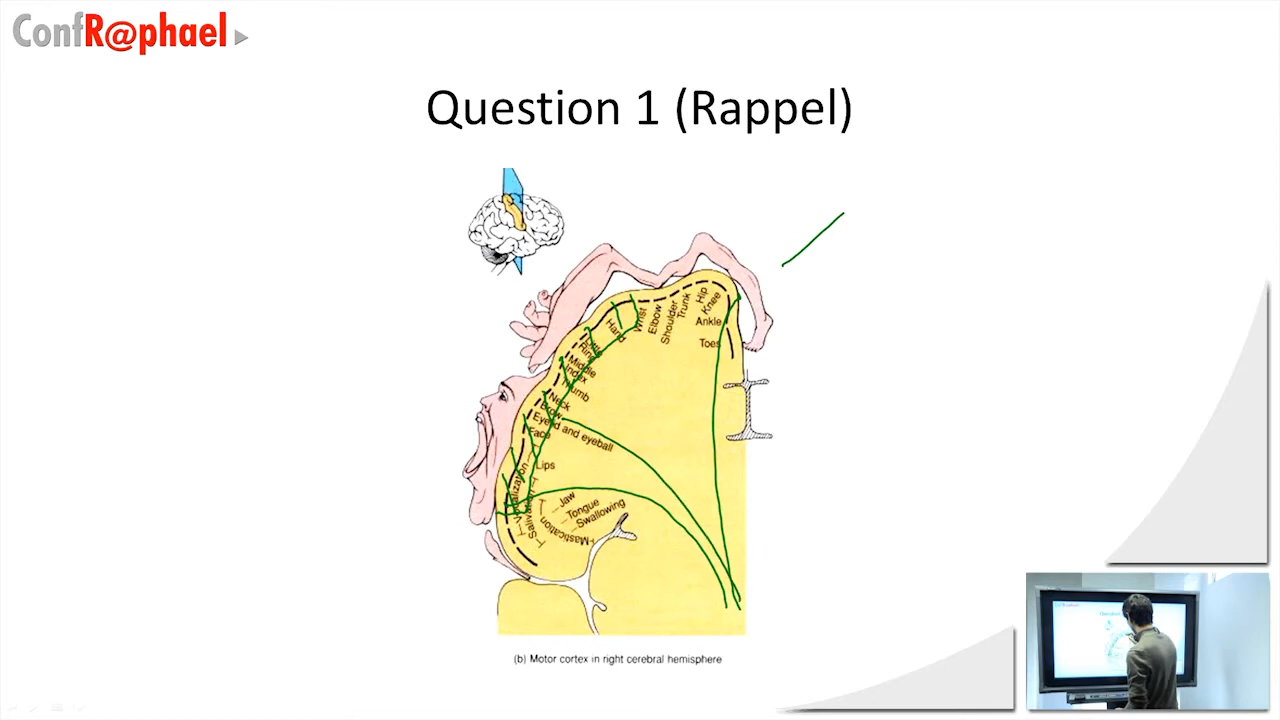 ConfR@phael
Question 1 (Rappel)
Hip
Knee
Trunk
Shoulder
Elbow
Wrist
Hand
Ankle
Toes
Ring
Middle
Index
Thumb
Neck
Brow
Eyelid and eyeball
Face
Lips
Vocalization
Salivation
Jaw
Tongue
Swallowing
Mastication
(b) Motor cortex in right cerebral hemisphere